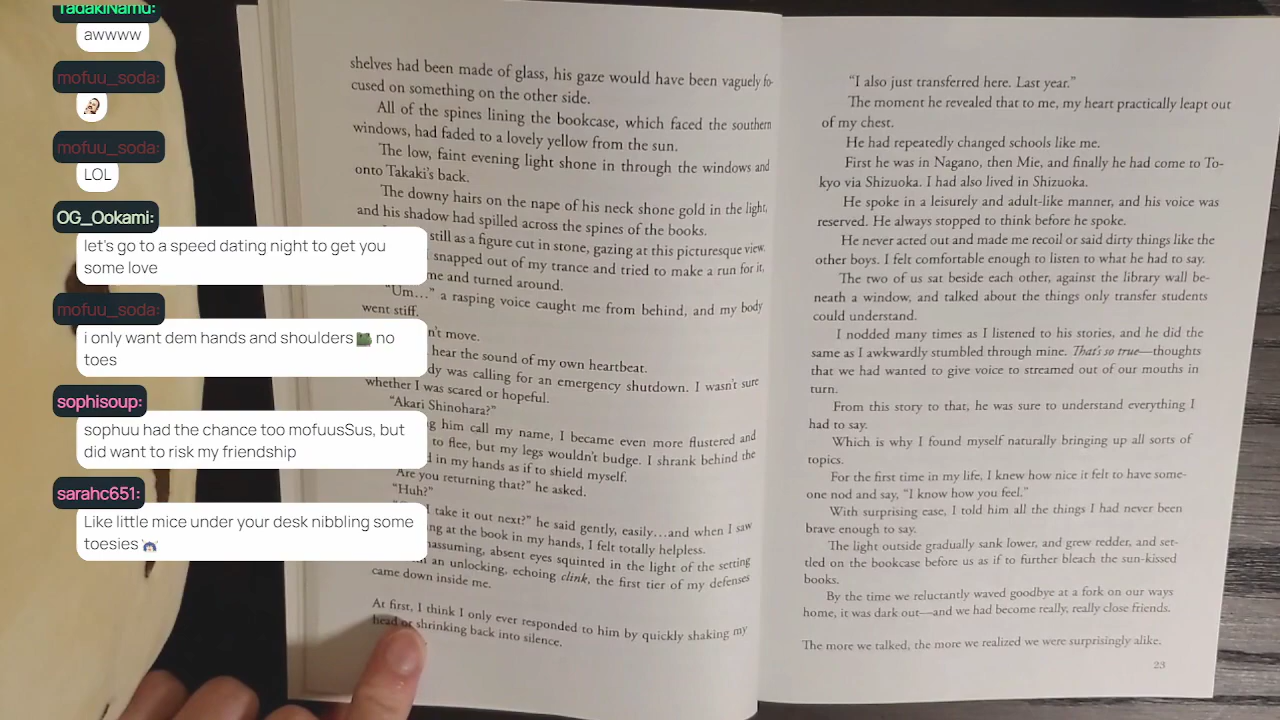 TadakiNamu:
awwww
mofuu_soda:
mofuu_soda:
LOL
OG_Ookami:
let's go to a speed dating night to get you
some love
mofuu_soda:
i only want dem hands and shoulders no
toes
sophisoup:
sophuu had the chance too mofuusSus, but
did want to risk my friendship
sarahc651:
Like little mice under your desk nibbling some
toesies
shelves had been made of glass, his gaze would have been vaguely fo-
cused on something on the other side.
All of the spines lining the bookcase, which faced the southern
windows, had faded to a lovely yellow from the sun.
The low, faint evening light shone in through the windows and
onto Takaki's back.
The downy hairs on the nape of his neck shone gold in the light,
and his shadow had spilled across the spines of the books.
still as a figure cut in stone, gazing at this picturesque view.
snapped out of my trance and tried to make a run for it,
me and turned around.
"Um…" a rasping voice caught me from behind, and my body
went stiff.
n't move.
hear the sound of my own heartbeat.
dy was calling for an emergency shutdown. I wasn't sure
whether I was scared or hopeful.
"Akari Shinohara?"
g him call my name, I became even more flustered and
to flee, but my legs wouldn't budge. I shrank behind the
in my hands as if to shield myself.
Are you returning that?" he asked.
"Huh?"
I take it out next?" he said gently, easily…and when I saw
ng at the book in my hands, I felt totally helpless.
assuming, absent eyes squinted in the light of the setting
an unlocking, echoing clink, the first tier of my defenses
came down inside me.
At first, I think I only ever responded to him by quickly shaking my
head or shrinking back into silence.
"I also just transferred here. Last year."
The moment he revealed that to me, my heart practically leapt out
of my chest.
He had repeatedly changed schools like me.
First he was in Nagano, then Mie, and finally he had come to To-
kyo via Shizuoka. I had also lived in Shizuoka.
He spoke in a leisurely and adult-like manner, and his voice was
reserved. He always stopped to think before he spoke.
He never acted out and made me recoil or said dirty things like the
other boys. I felt comfortable enough to listen to what he had to say.
The two of us sat beside each other, against the library wall be-
neath a window, and talked about the things only transfer students
could understand.
I nodded many times as I listened to his stories, and he did the
same as I awkwardly stumbled through mine. That's so true—thoughts
that we had wanted to give voice to streamed out of our mouths in
turn.
From this story to that, he was sure to understand everything I
had to say.
Which is why I found myself naturally bringing up all sorts of
topics.
For the first time in my life, I knew how nice it felt to have some-
one nod and say, "I know how you feel."
With surprising ease, I told him all the things I had never been
brave enough to say.
The light outside gradually sank lower, and grew redder, and set-
tled on the bookcase before us as if to further bleach the sun-kissed
books.
By the time we reluctantly waved goodbye at a fork on our ways
home, it was dark out—and we had become really, really close friends.
The more we talked, the more we realized we were surprisingly alike.
23